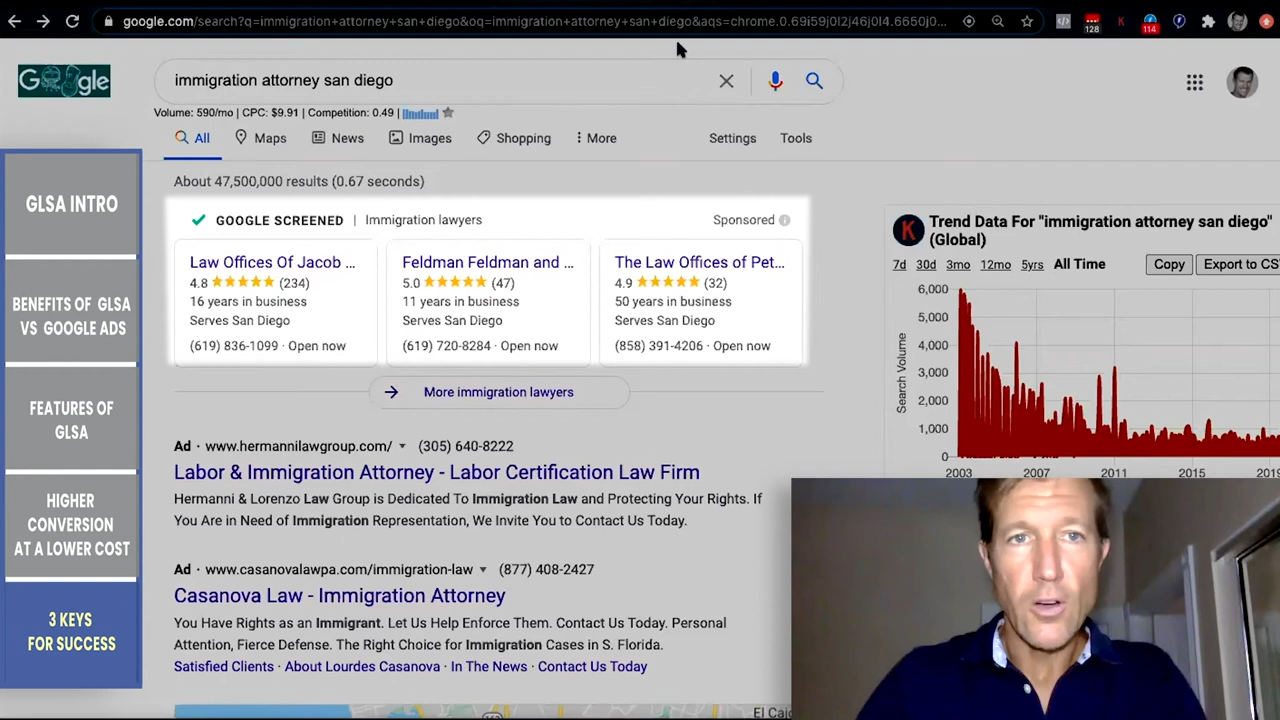 google.com/search?q=immigration+attorney+san+diego&oq=immigration+attorney+san+diego&aqs=chrome.0.69i59j0l2j46j0l4.6650j0...
128
K
114
Google
immigration attorney san diego
Volume: 590/mo | CPC: $9.91 | Competition: 0.49 |
All
Maps
News
Images
Shopping
More
Settings
Tools
About 47,500,000 results (0.67 seconds)
GOOGLE SCREENED | Immigration lawyers
Sponsored
Law Offices Of Jacob ...
4.8 (234)
16 years in business
Serves San Diego
(619) 836-1099 · Open now
Feldman Feldman and ...
5.0 (47)
11 years in business
Serves San Diego
(619) 720-8284 · Open now
The Law Offices of Pet...
4.9 (32)
50 years in business
Serves San Diego
(858) 391-4206 · Open now
More immigration lawyers
Ad · www.hermannilawgroup.com/ (305) 640-8222
Labor & Immigration Attorney - Labor Certification Law Firm
Hermanni & Lorenzo Law Group is Dedicated To Immigration Law and Protecting Your Rights. If
You Are in Need of Immigration Representation, We Invite You to Contact Us Today.
Ad · www.casanovalawpa.com/immigration-law (877) 408-2427
Casanova Law - Immigration Attorney
You Have Rights as an Immigrant. Let Us Help Enforce Them. Contact Us Today. Personal
Attention, Fierce Defense. The Right Choice for Immigration Cases in S. Florida.
Satisfied Clients · About Lourdes Casanova · In The News · Contact Us Today
El Cajo
GLSA INTRO
BENEFITS OF GLSA
VS GOOGLE ADS
FEATURES OF
GLSA
HIGHER
CONVERSION
AT A LOWER COST
3 KEYS
FOR SUCCESS
K
Trend Data For "immigration attorney san diego"
(Global)
7d 30d 3mo 12mo 5yrs All Time
Copy
Export to CS
Search Volume
6,000
5,000
4,000
3,000
2,000
1,000
0
2003 2007 2011 2015 2019